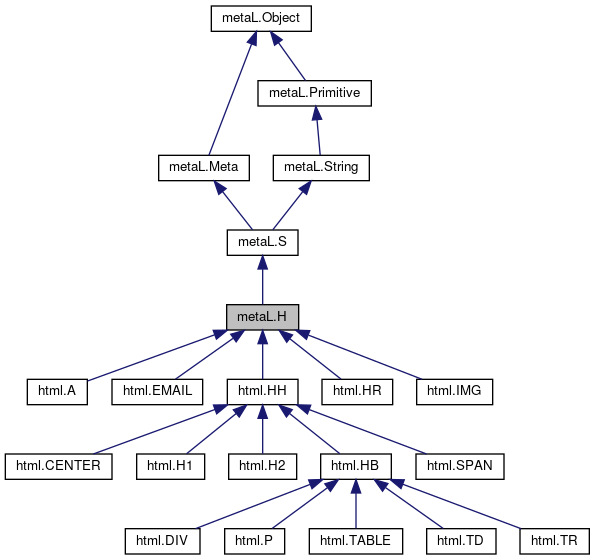 metaL.Object
metaL.Primitive
metaL.Meta
metaL.String
metaL.S
metaL.H
html.A
html.EMAIL
html.HH
html.HR
html.IMG
html.CENTER
html.H1
html.H2
html.HB
html.SPAN
html.DIV
html.P
html.TABLE
html.TD
html.TR